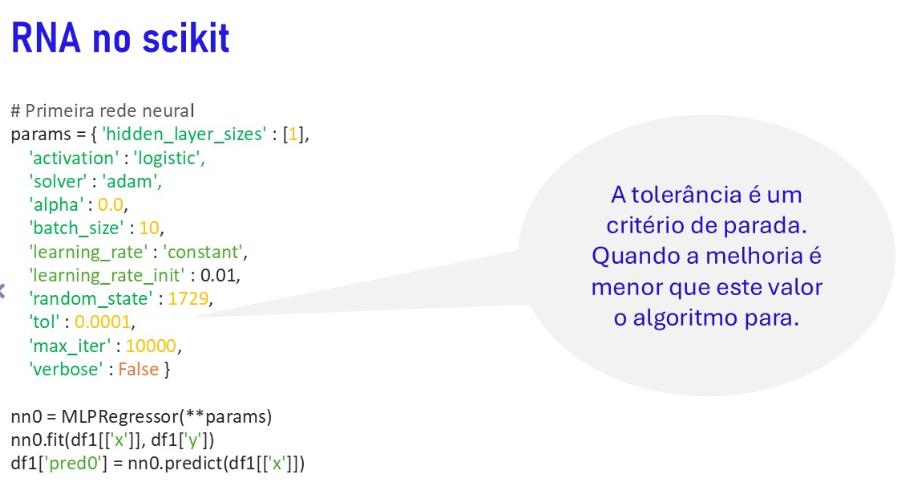 RNA no scikit
# Primeira rede neural
params = { 'hidden_layer_sizes' : [1],
'activation' : 'logistic',
'solver' : 'adam',
'alpha' : 0.0,
'batch_size' : 10,
'learning_rate' : 'constant',
'learning_rate_init' : 0.01,
'random_state' : 1729,
'tol' : 0.0001,
'max_iter' : 10000,
'verbose' : False }
nn0 = MLPRegressor(**params)
nn0.fit(df1[['x']], df1['y'])
df1['pred0'] = nn0.predict(df1[['x']])
A tolerância é um
critério de parada.
Quando a melhoria é
menor que este valor
o algoritmo para.